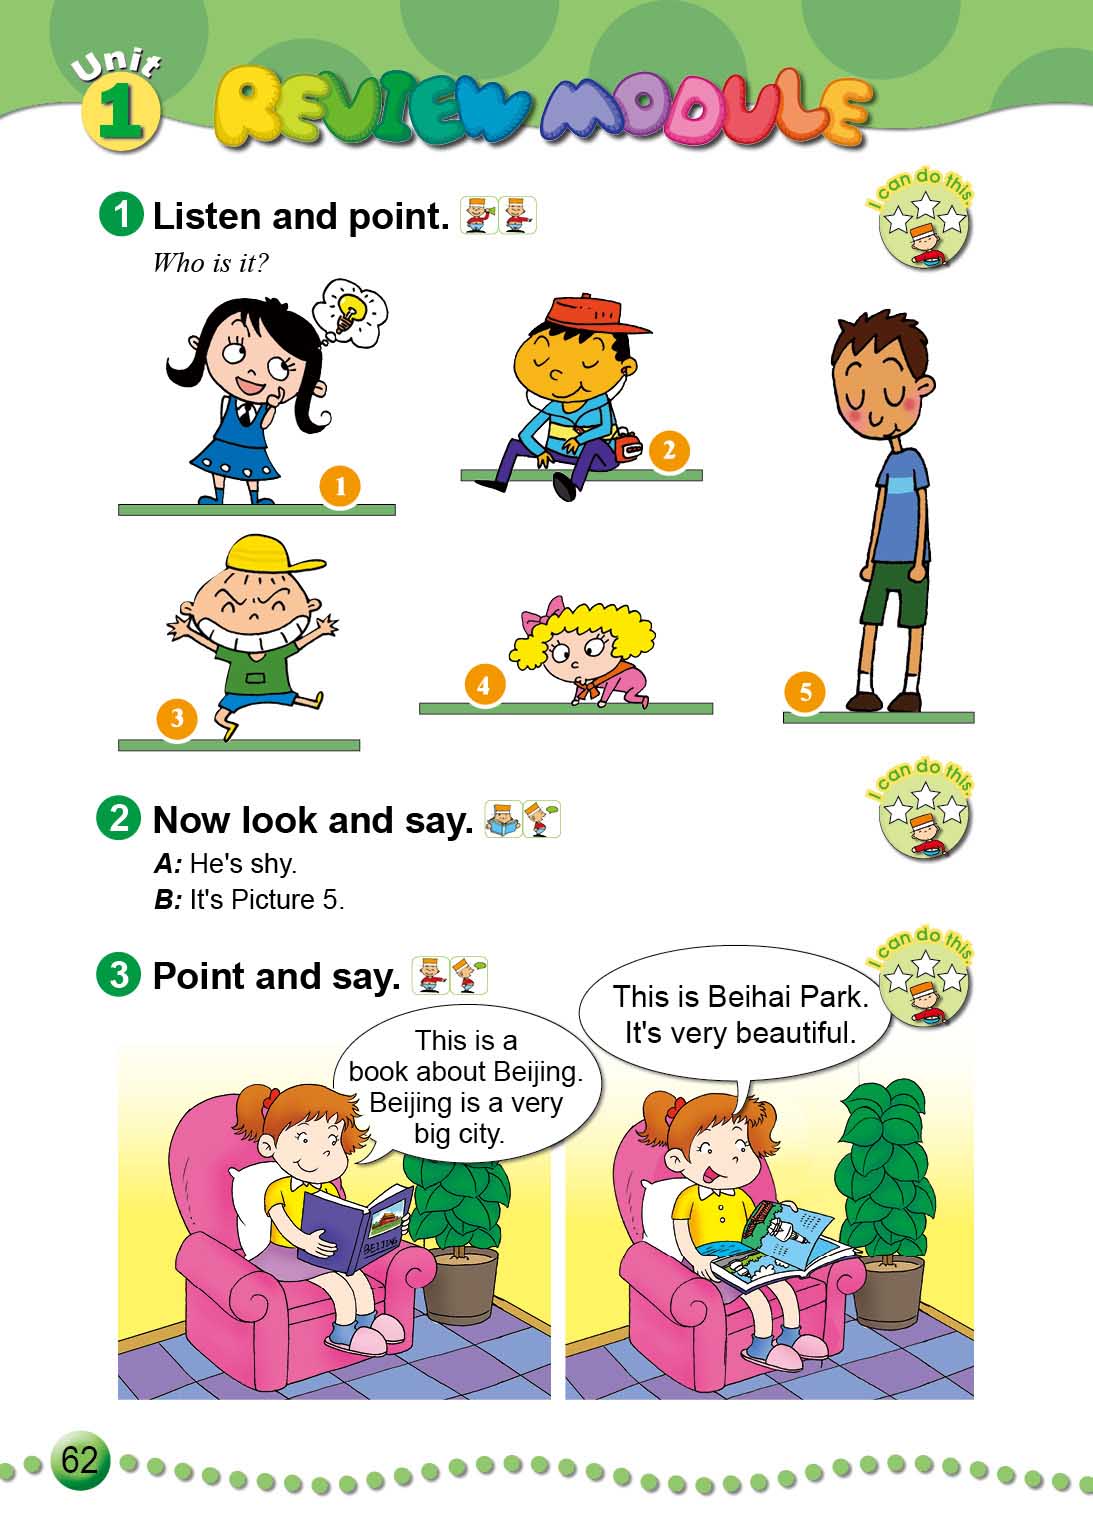 Unit
1
REVIEW MODULE
1 Listen and point.
I can do this.
Who is it?
1
2
3
4
5
2 Now look and say.
I can do this.
A: He's shy.
B: It's Picture 5.
3 Point and say.
I can do this.
This is a
book about Beijing.
Beijing is a very
big city.
This is Beihai Park.
It's very beautiful.
BEIJING
62